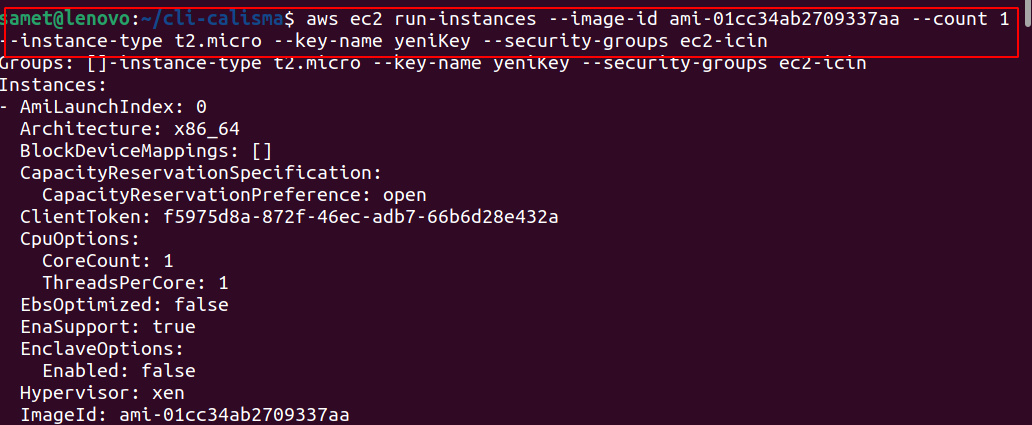 samet@lenovo:~/cli-calisma$ aws ec2 run-instances --image-id ami-01cc34ab2709337aa --count 1
--instance-type t2.micro --key-name yeniKey --security-groups ec2-icin
Groups: []-instance-type t2.micro --key-name yeniKey --security-groups ec2-icin
Instances:
- AmiLaunchIndex: 0
  Architecture: x86_64
  BlockDeviceMappings: []
  CapacityReservationSpecification:
    CapacityReservationPreference: open
  ClientToken: f5975d8a-872f-46ec-adb7-66b6d28e432a
  CpuOptions:
    CoreCount: 1
    ThreadsPerCore: 1
  EbsOptimized: false
  EnaSupport: true
  EnclaveOptions:
    Enabled: false
  Hypervisor: xen
  ImageId: ami-01cc34ab2709337aa